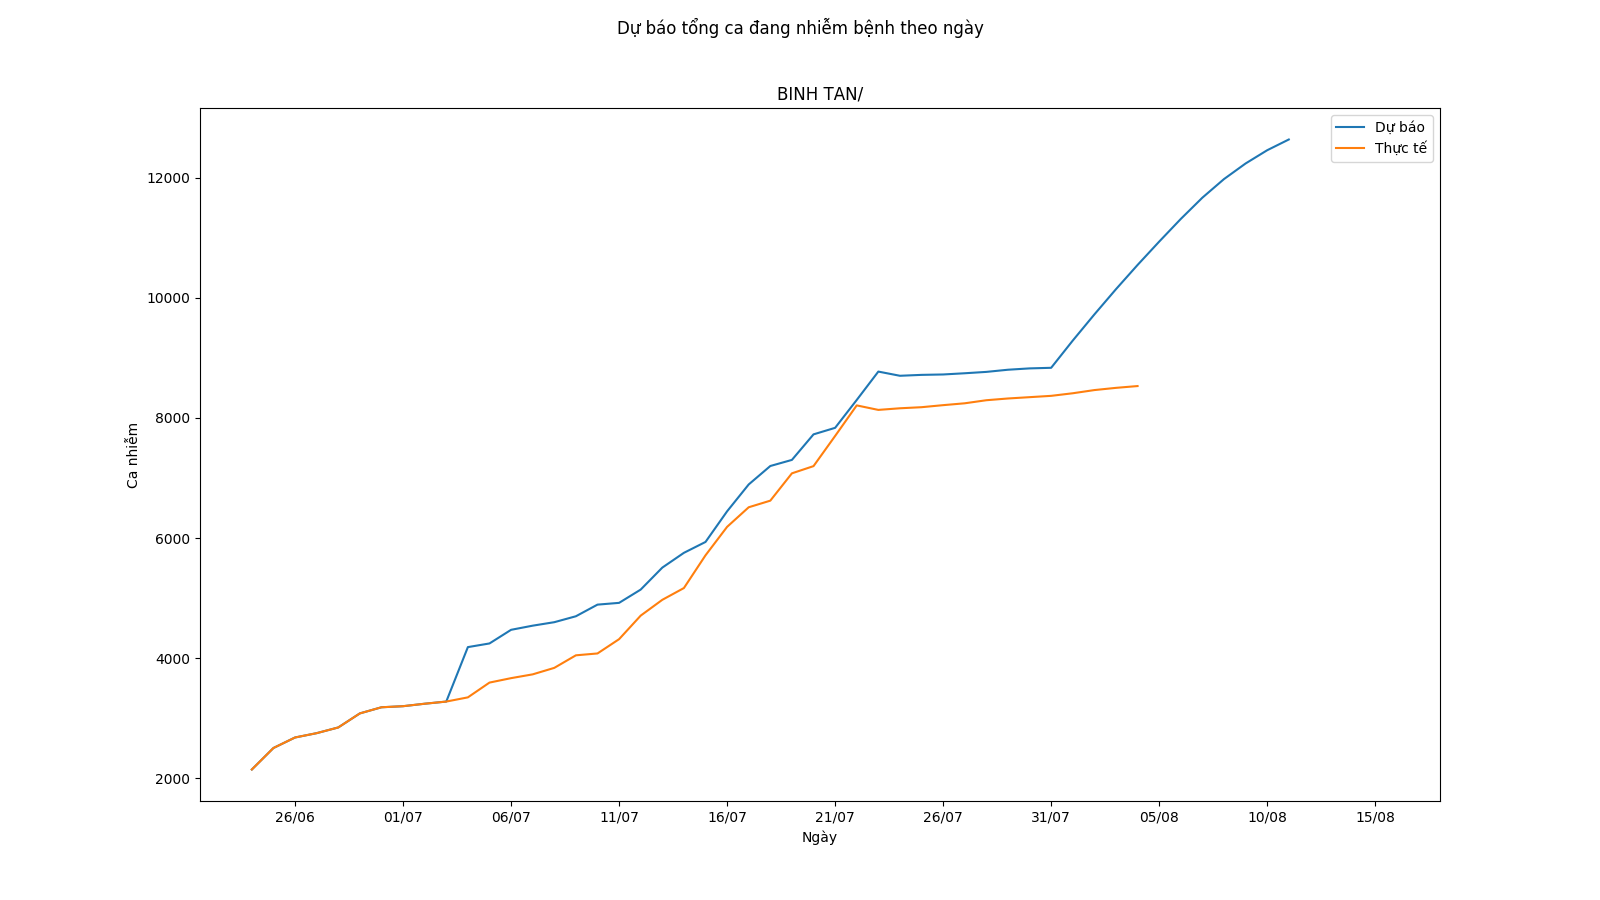 Dự báo tổng ca đang nhiễm bệnh theo ngày
BINH TAN/
Dự báo
Thực tế
12000
10000
8000
6000
4000
2000
Ca nhiễm
26/06
01/07
06/07
11/07
16/07
21/07
26/07
31/07
05/08
10/08
15/08
Ngày